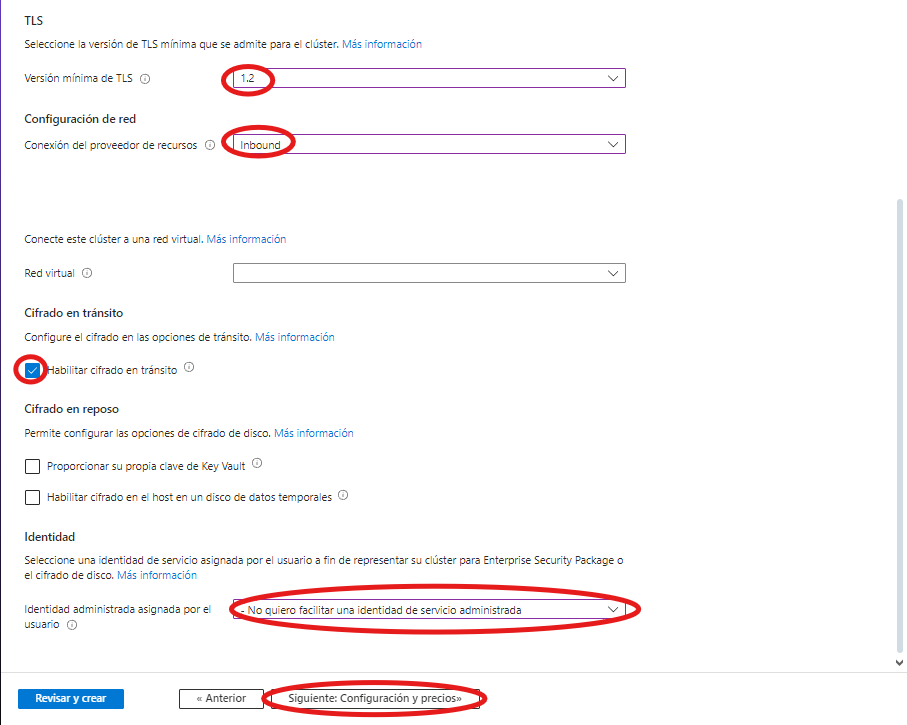 TLS
Seleccione la versión de TLS mínima que se admite para el clúster. Más información
Versión mínima de TLS
1.2
Configuración de red
Conexión del proveedor de recursos
Inbound
Conecte este clúster a una red virtual. Más información
Red virtual
Cifrado en tránsito
Configure el cifrado en las opciones de tránsito. Más información
Habilitar cifrado en tránsito
Cifrado en reposo
Permite configurar las opciones de cifrado de disco. Más información
Proporcionar su propia clave de Key Vault
Habilitar cifrado en el host en un disco de datos temporales
Identidad
Seleccione una identidad de servicio asignada por el usuario a fin de representar su clúster para Enterprise Security Package o
el cifrado de disco. Más información
Identidad administrada asignada por el
usuario
- No quiero facilitar una identidad de servicio administrada
Revisar y crear
« Anterior
Siguiente: Configuración y precios»